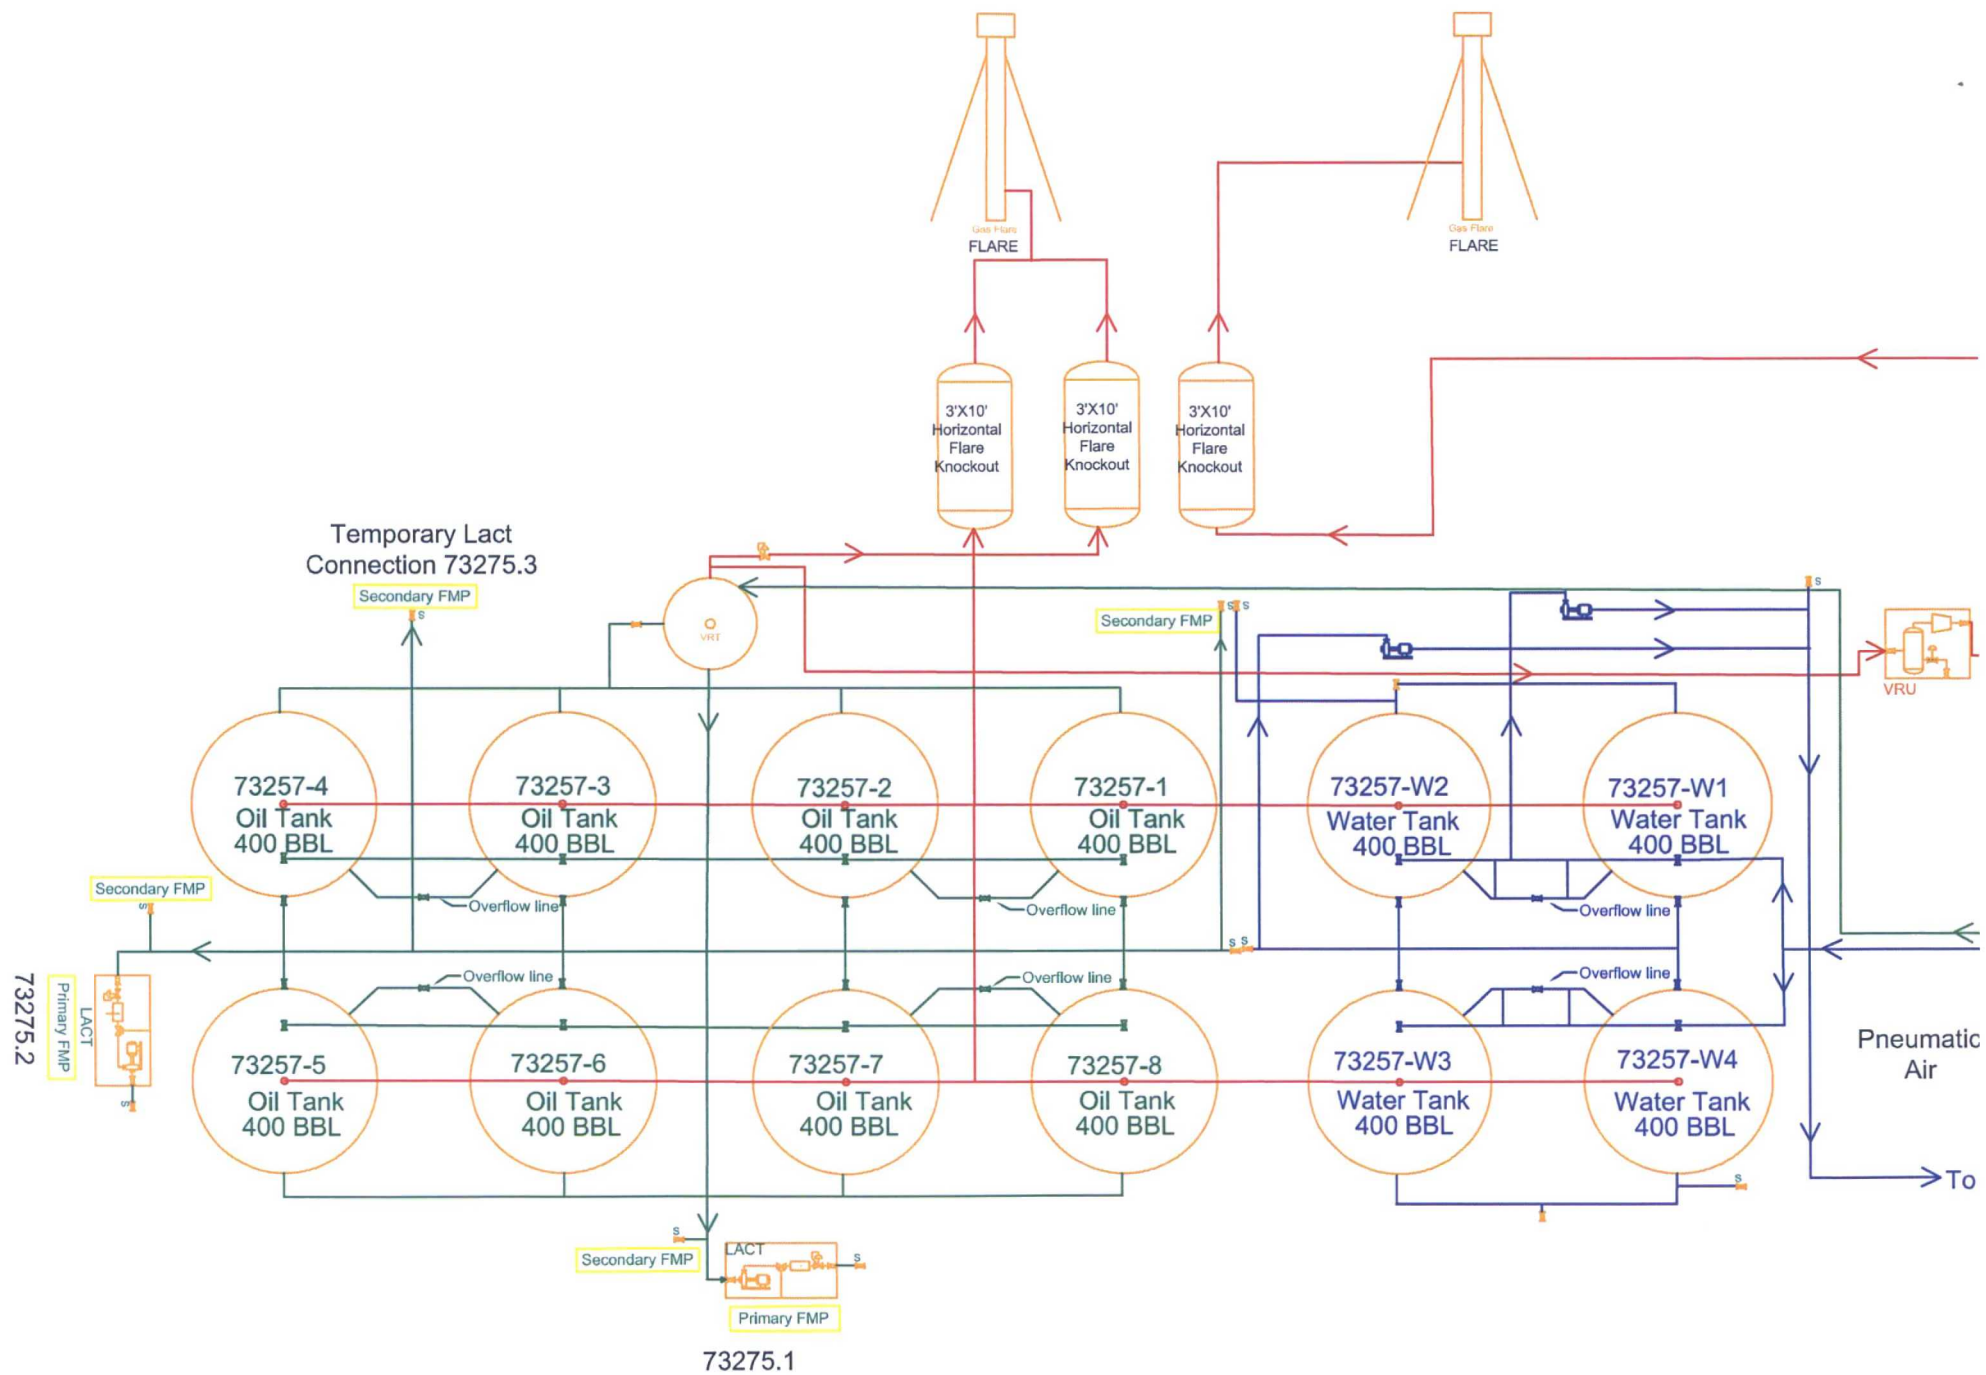 Gas Flare
FLARE
Gas Flare
FLARE
3'X10'
Horizontal
Flare
Knockout
3'X10'
Horizontal
Flare
Knockout
3'X10'
Horizontal
Flare
Knockout
Temporary Lact
Connection 73275.3
Secondary FMP
S
VRT
Secondary FMP
S
S
S
VRU
73257-4
Oil Tank
400 BBL
73257-3
Oil Tank
400 BBL
73257-2
Oil Tank
400 BBL
73257-1
Oil Tank
400 BBL
73257-W2
Water Tank
400 BBL
73257-W1
Water Tank
400 BBL
Secondary FMP
S
Overflow line
Overflow line
Overflow line
S
S
Overflow line
Overflow line
Overflow line
73275.2
Primary FMP
LACT
S
73257-5
Oil Tank
400 BBL
73257-6
Oil Tank
400 BBL
73257-7
Oil Tank
400 BBL
73257-8
Oil Tank
400 BBL
73257-W3
Water Tank
400 BBL
73257-W4
Water Tank
400 BBL
Pneumatic
Air
To
S
S
Secondary FMP
LACT
S
Primary FMP
73275.1